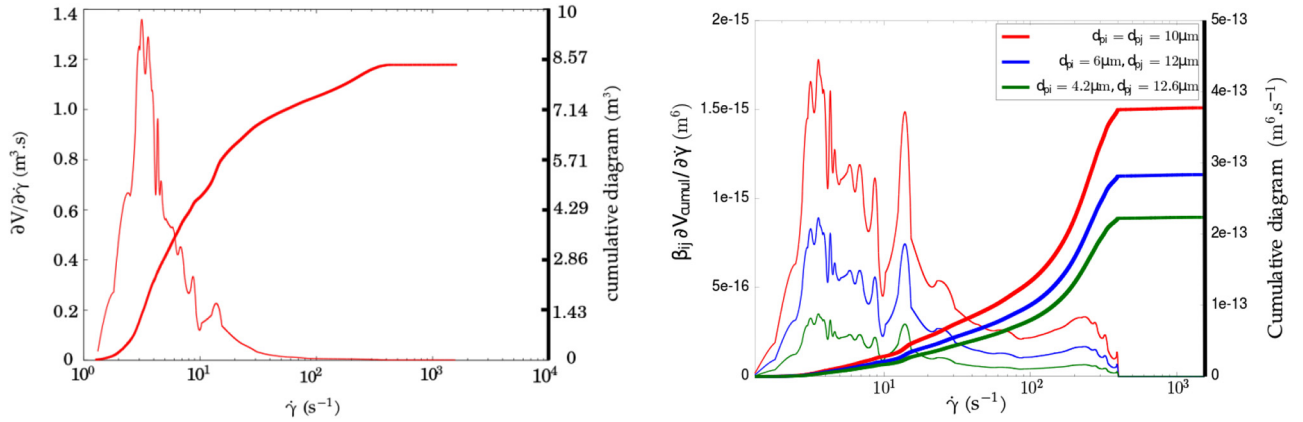 1.4
1.2
1.0
0.8
0.6
0.4
0.2
0
∂V/∂γ̇ (m³.s)
10⁰
10¹
10²
10³
10⁴
γ̇ (s⁻¹)
10
8.57
7.14
5.71
4.29
2.86
1.43
0
cumulative diagram (m³)
2e-15
1.5e-15
1e-15
5e-16
0
βij ∂Vcumul/∂γ̇ (m⁶)
10¹
10²
10³
γ̇ (s⁻¹)
dpi = dpj = 10μm
dpi = 6μm, dpj = 12μm
dpi = 4.2μm, dpj = 12.6μm
5e-13
4e-13
3e-13
2e-13
1e-13
0
Cumulative diagram (m⁶.s⁻¹)